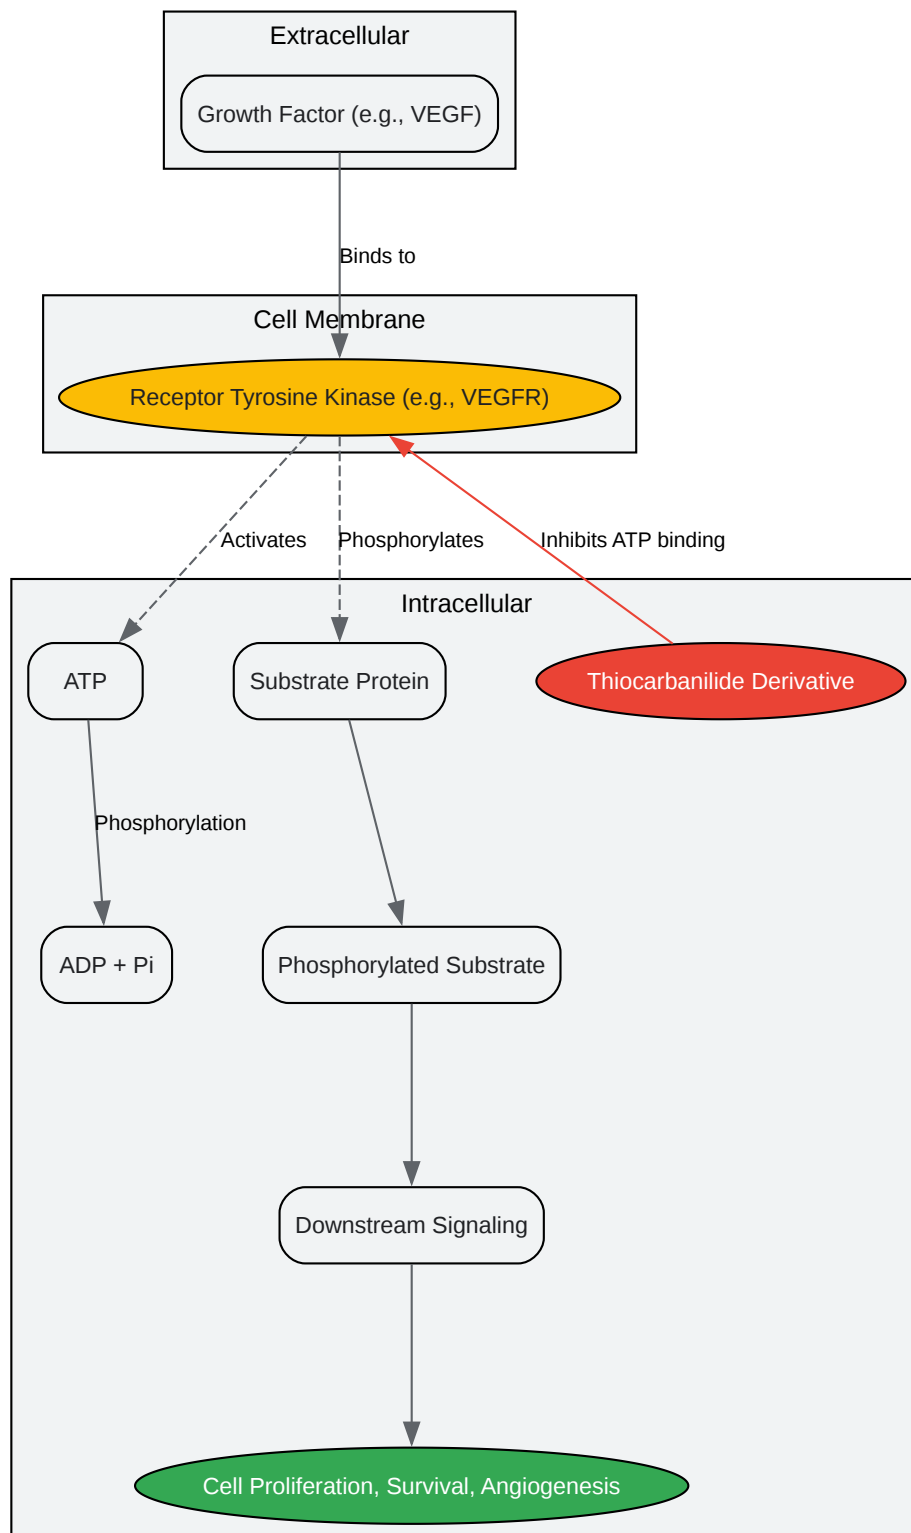 Extracellular
Growth Factor (e.g., VEGF)
Binds to
Cell Membrane
Receptor Tyrosine Kinase (e.g., VEGFR)
Activates
Phosphorylates
Inhibits ATP binding
Intracellular
ATP
Substrate Protein
Thiocarbanilide Derivative
Phosphorylation
ADP + Pi
Phosphorylated Substrate
Downstream Signaling
Cell Proliferation, Survival, Angiogenesis